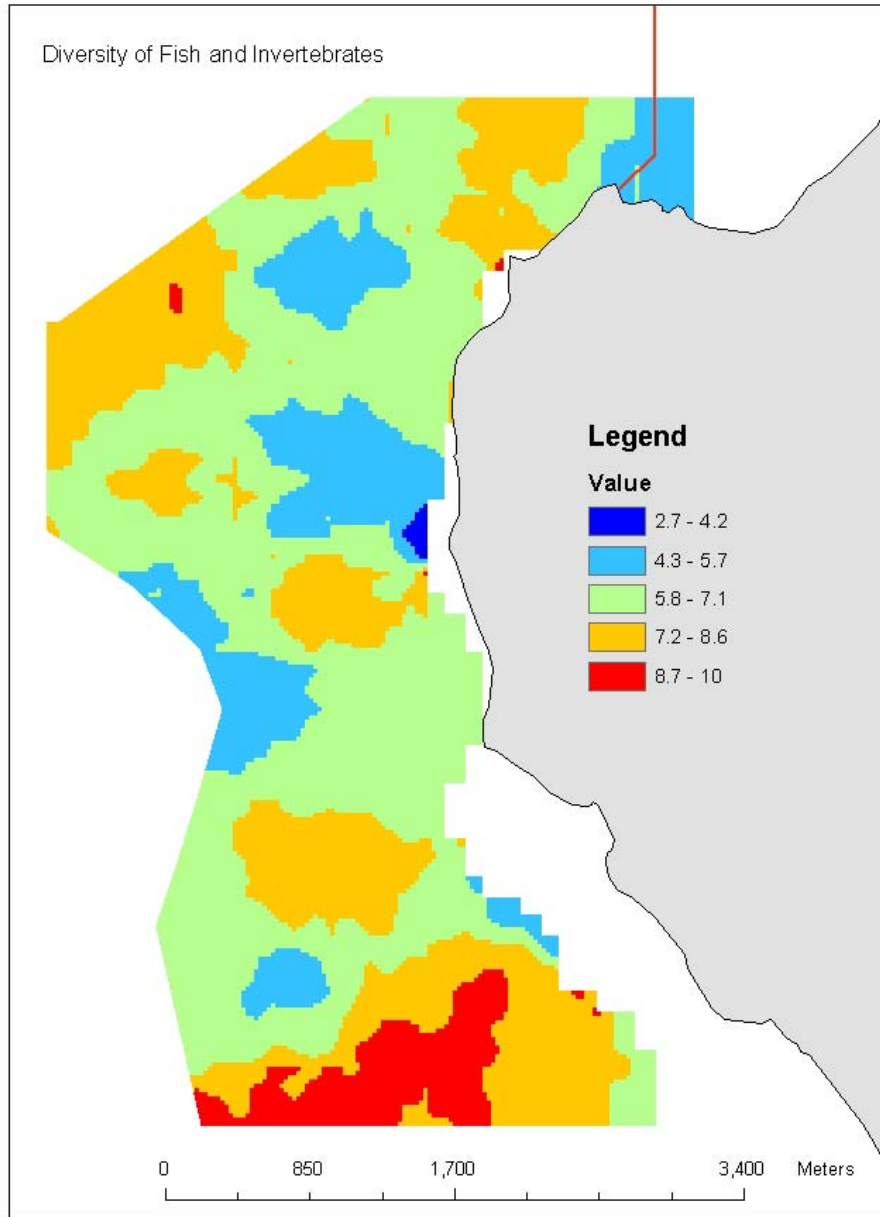 Diversity of Fish and Invertebrates
Legend
Value
2.7 - 4.2
4.3 - 5.7
5.8 - 7.1
7.2 - 8.6
8.7 - 10
0 850 1,700 3,400 Meters